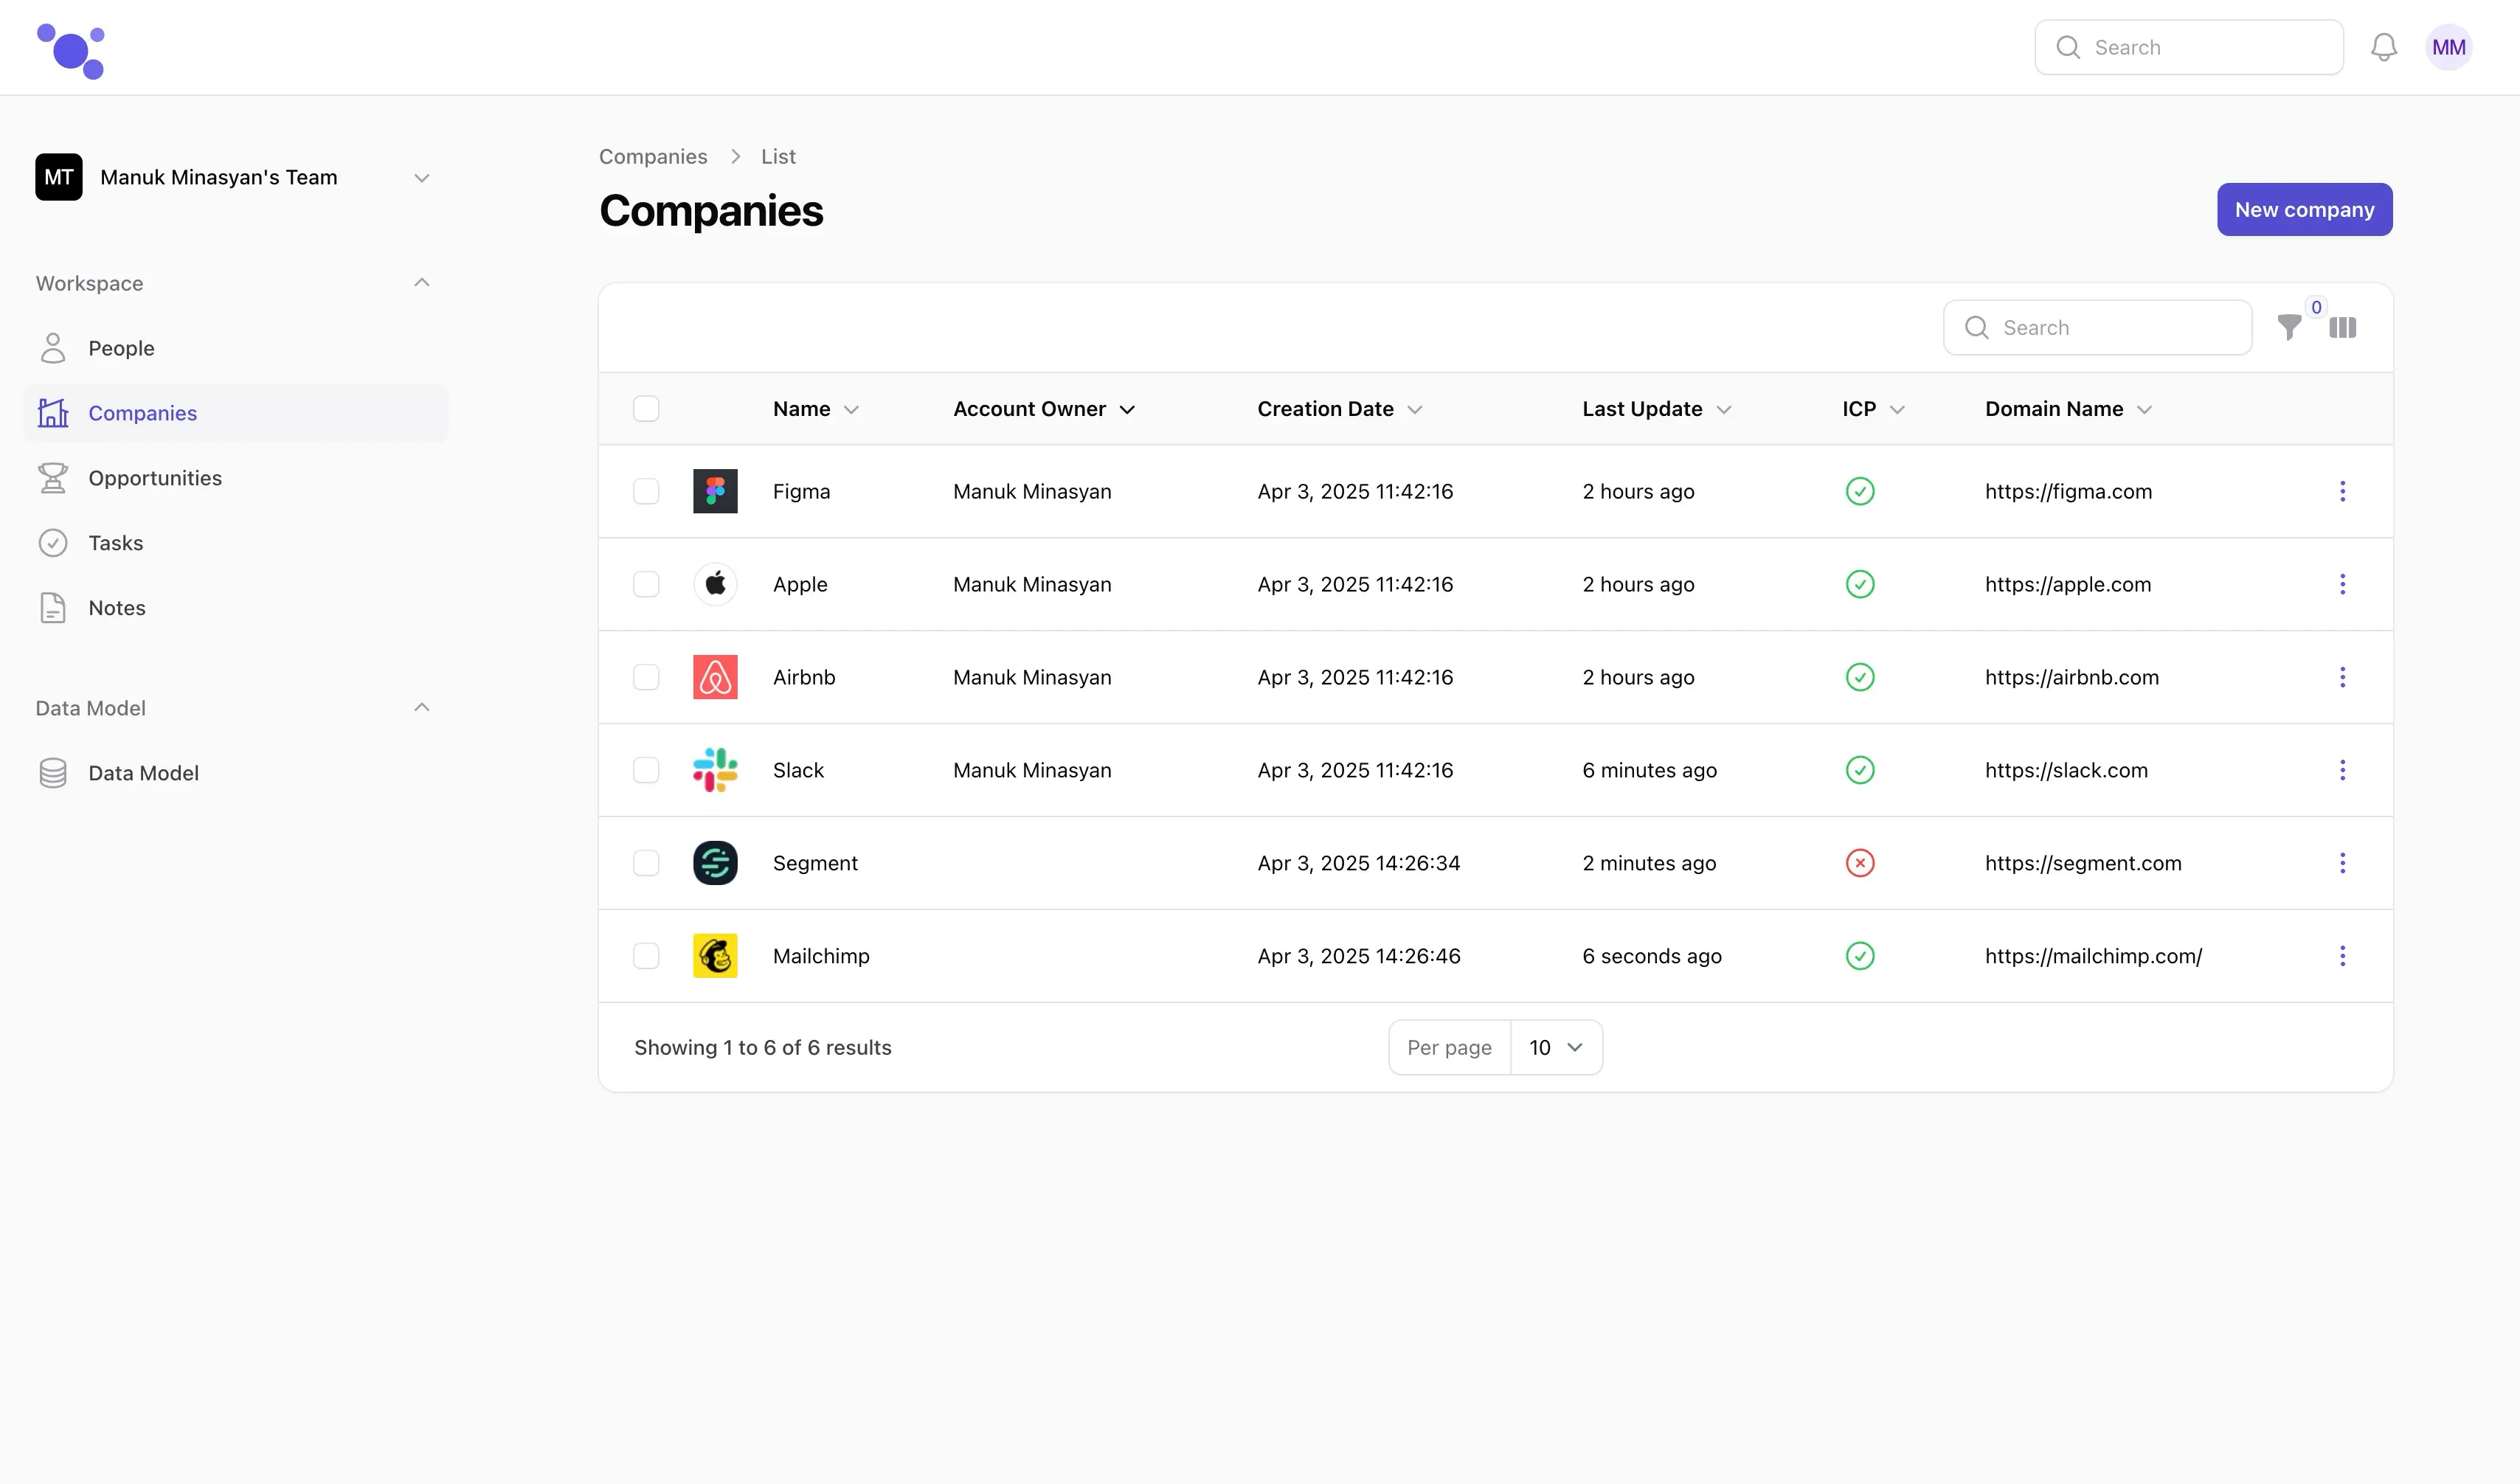 Search
MM
MT Manuk Minasyan's Team
Workspace
People
Companies
Opportunities
Tasks
Notes
Data Model
Data Model
Companies List
Companies
New company
Search
0
Name Account Owner Creation Date Last Update ICP Domain Name
Figma Manuk Minasyan Apr 3, 2025 11:42:16 2 hours ago https://figma.com
Apple Manuk Minasyan Apr 3, 2025 11:42:16 2 hours ago https://apple.com
Airbnb Manuk Minasyan Apr 3, 2025 11:42:16 2 hours ago https://airbnb.com
Slack Manuk Minasyan Apr 3, 2025 11:42:16 6 minutes ago https://slack.com
Segment Apr 3, 2025 14:26:34 2 minutes ago https://segment.com
Mailchimp Apr 3, 2025 14:26:46 6 seconds ago https://mailchimp.com/
Showing 1 to 6 of 6 results Per page 10